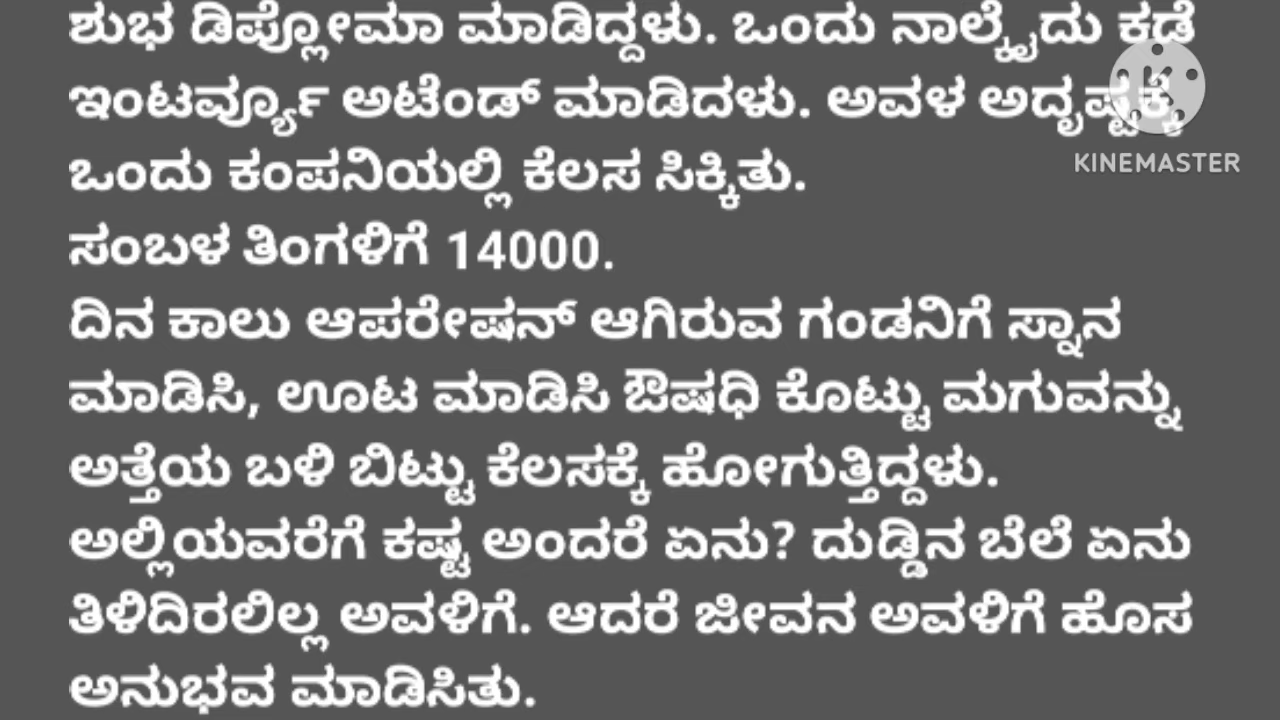 ಶುಭ ಡಿಪ್ಲೋಮಾ ಮಾಡಿದ್ದಳು. ಒಂದು ನಾಲ್ಕೈದು ಕಡೆ
ಇಂಟರ್ವ್ಯೂ ಅಟೆಂಡ್ ಮಾಡಿದಳು. ಅವಳ ಅದೃಷ್ಟಕ್ಕೆ
KINEMASTER
ಒಂದು ಕಂಪನಿಯಲ್ಲಿ ಕೆಲಸ ಸಿಕ್ಕಿತು.
ಸಂಬಳ ತಿಂಗಳಿಗೆ 14000.
ದಿನ ಕಾಲು ಆಪರೇಷನ್ ಆಗಿರುವ ಗಂಡನಿಗೆ ಸ್ನಾನ
ಮಾಡಿಸಿ, ಊಟ ಮಾಡಿಸಿ ಔಷಧಿ ಕೊಟ್ಟು ಮಗುವನ್ನು
ಅತ್ತೆಯ ಬಳಿ ಬಿಟ್ಟು ಕೆಲಸಕ್ಕೆ ಹೋಗುತ್ತಿದ್ದಳು.
ಅಲ್ಲಿಯವರೆಗೆ ಕಷ್ಟ ಅಂದರೆ ಏನು? ದುಡ್ಡಿನ ಬೆಲೆ ಏನು
ತಿಳಿದಿರಲಿಲ್ಲ ಅವಳಿಗೆ. ಆದರೆ ಜೀವನ ಅವಳಿಗೆ ಹೊಸ
ಅನುಭವ ಮಾಡಿಸಿತು.